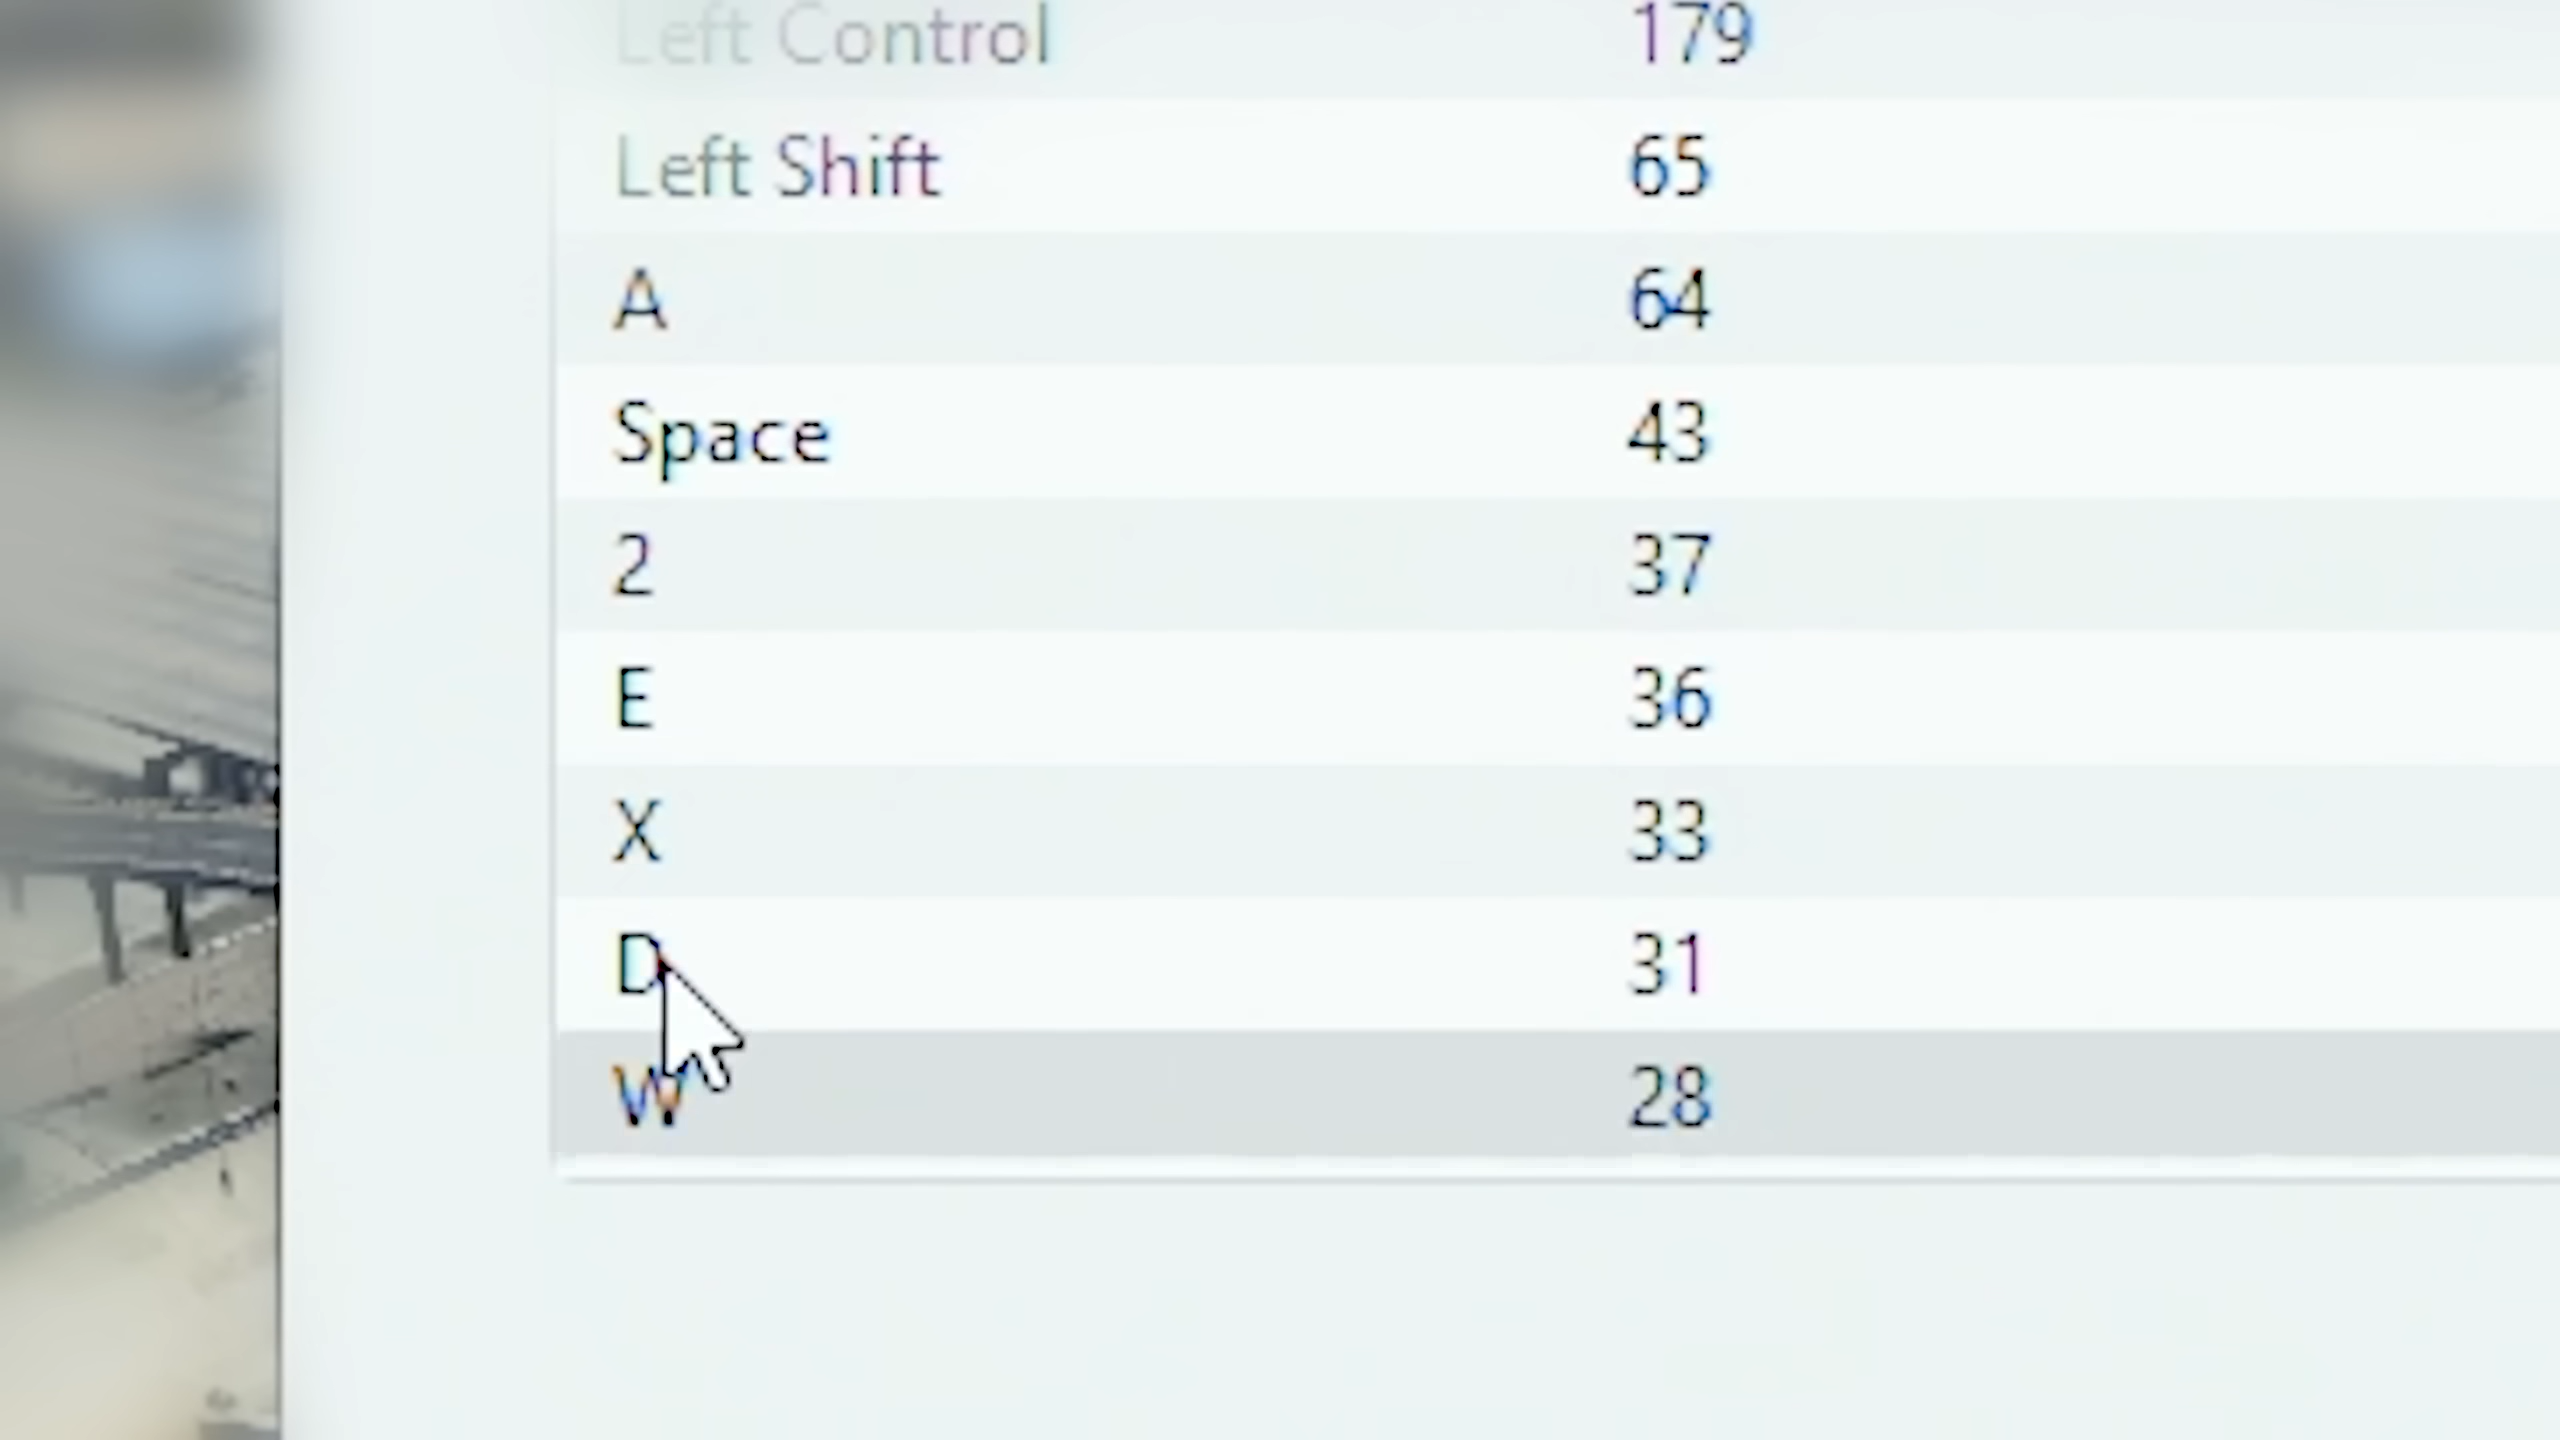 Left Control 179
Left Shift 65
A 64
Space 43
2 37
E 36
X 33
D 31
W 28